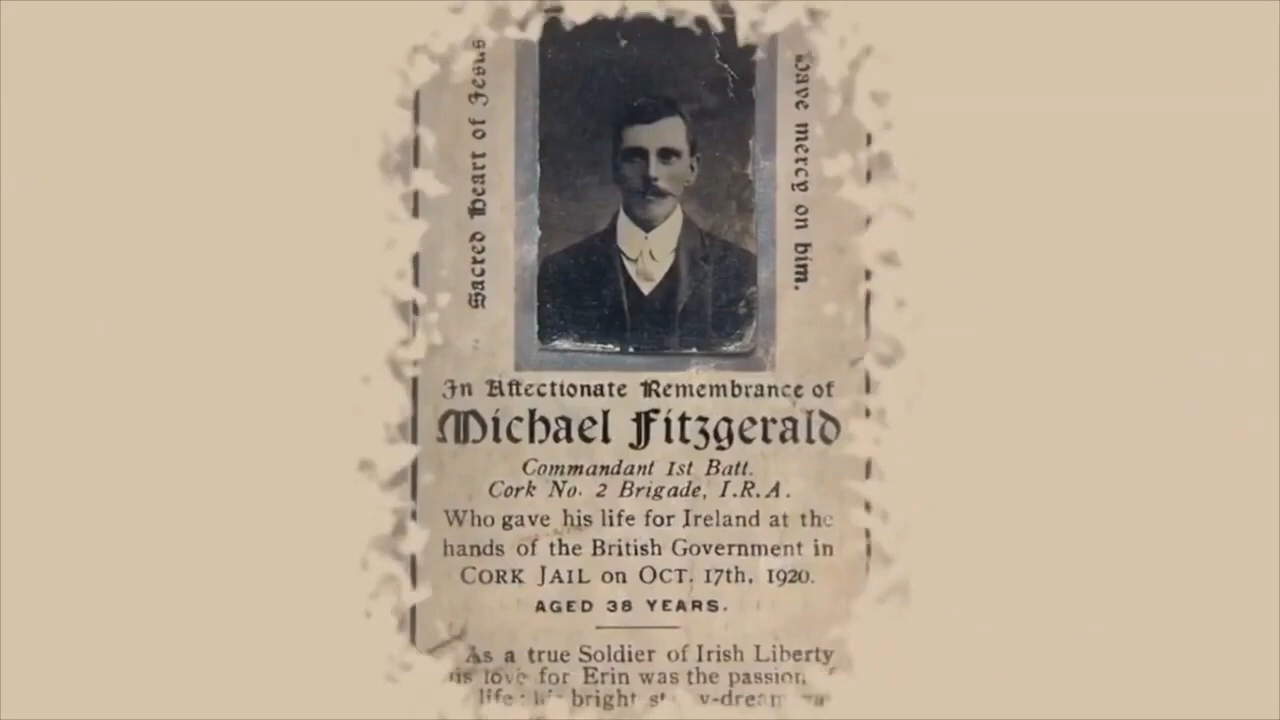 Sacred Heart of Jesus
Have mercy on him.
In Affectionate Remembrance of
Michael Fitzgerald
Commandant 1st Batt.
Cork No. 2 Brigade, I.R.A.
Who gave his life for Ireland at the
hands of the British Government in
CORK JAIL on OCT. 17th, 1920.
AGED 38 YEARS.
As a true Soldier of Irish Liberty
love for Erin was the passion
life bright